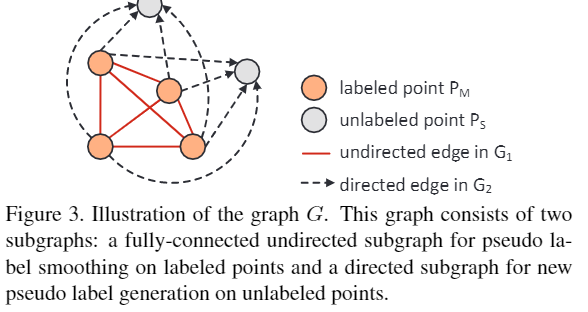 labeled point P_M
unlabeled point P_S
undirected edge in G_1
directed edge in G_2
Figure 3. Illustration of the graph G. This graph consists of two
subgraphs: a fully-connected undirected subgraph for pseudo la-
bel smoothing on labeled points and a directed subgraph for new
pseudo label generation on unlabeled points.